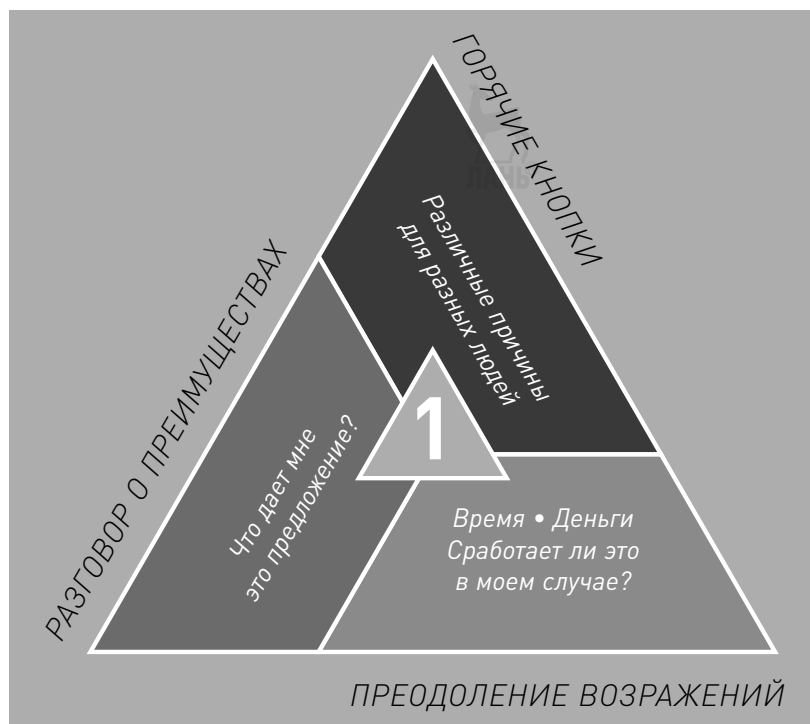 ГОРЯЧИЕ КНОПКИ
ЛАНЬ
Различные причины
для разных людей
РАЗГОВОР О ПРЕИМУЩЕСТВАХ
Что дает мне
это предложение?
1
Время • Деньги
Сработает ли это
в моем случае?
ПРЕОДОЛЕНИЕ ВОЗРАЖЕНИЙ